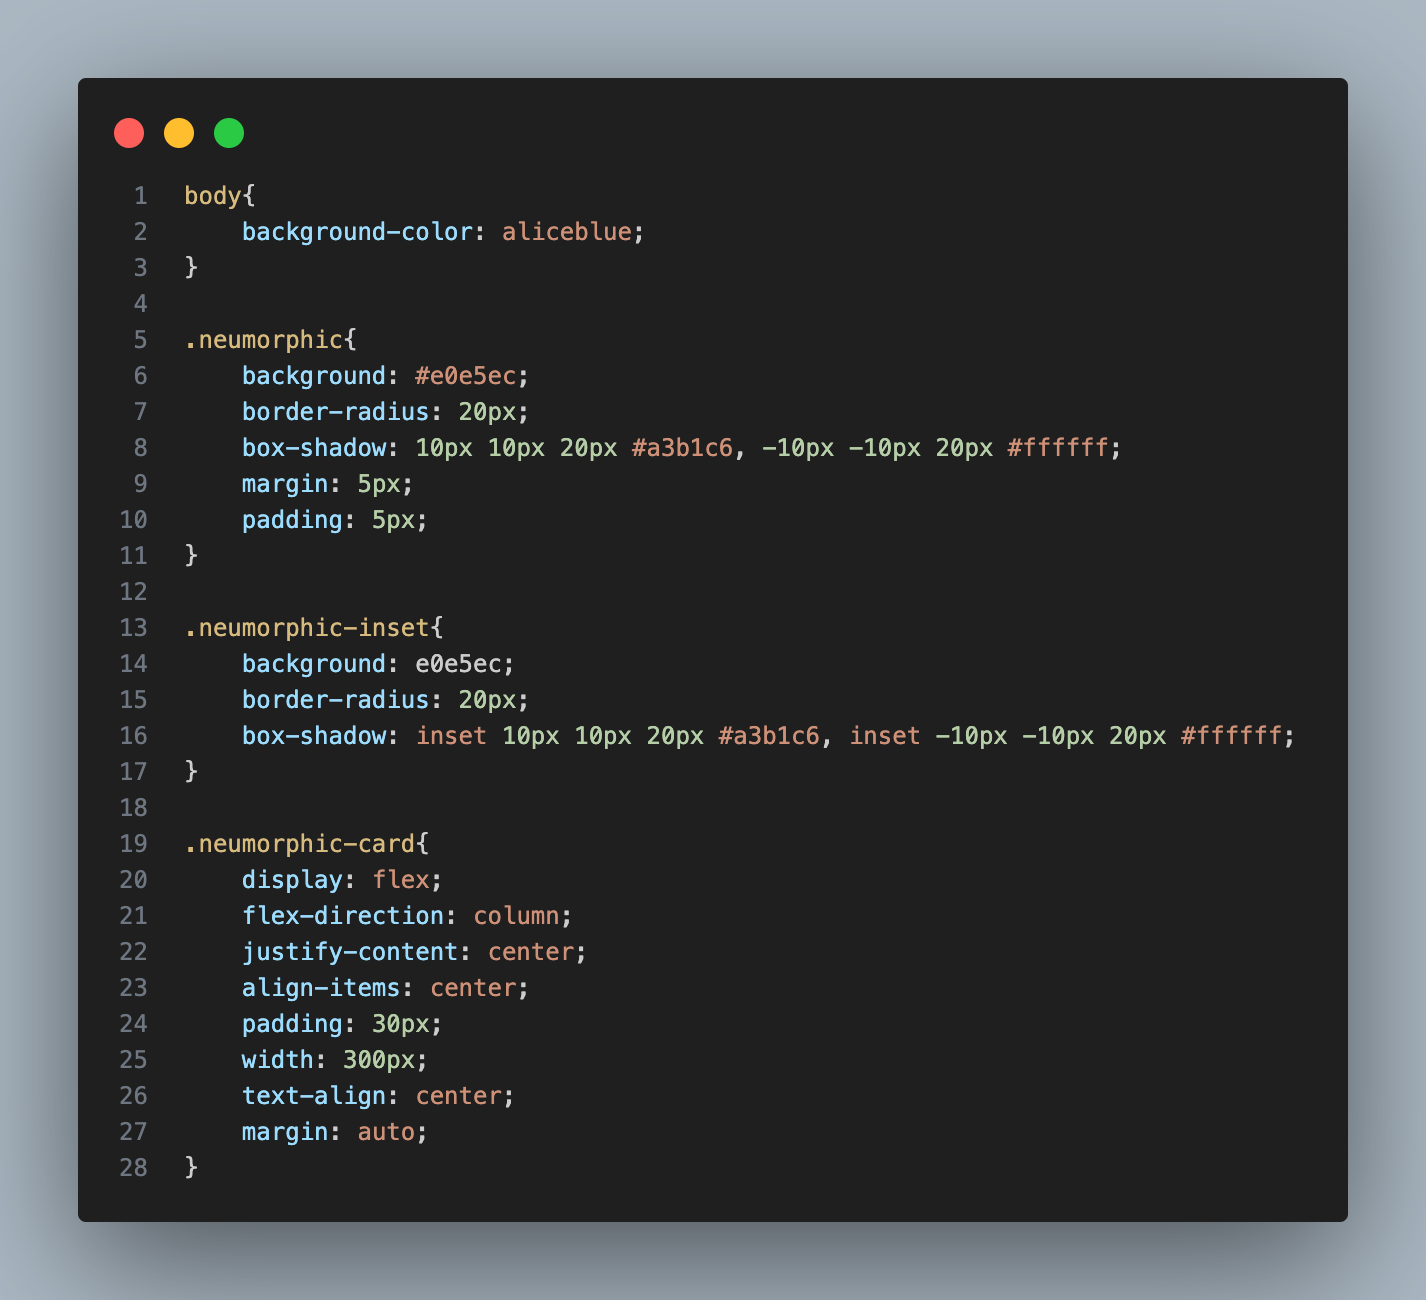 1 body{
2     background-color: aliceblue;
3 }
4
5 .neumorphic{
6     background: #e0e5ec;
7     border-radius: 20px;
8     box-shadow: 10px 10px 20px #a3b1c6, -10px -10px 20px #ffffff;
9     margin: 5px;
10     padding: 5px;
11 }
12
13 .neumorphic-inset{
14     background: e0e5ec;
15     border-radius: 20px;
16     box-shadow: inset 10px 10px 20px #a3b1c6, inset -10px -10px 20px #ffffff;
17 }
18
19 .neumorphic-card{
20     display: flex;
21     flex-direction: column;
22     justify-content: center;
23     align-items: center;
24     padding: 30px;
25     width: 300px;
26     text-align: center;
27     margin: auto;
28 }